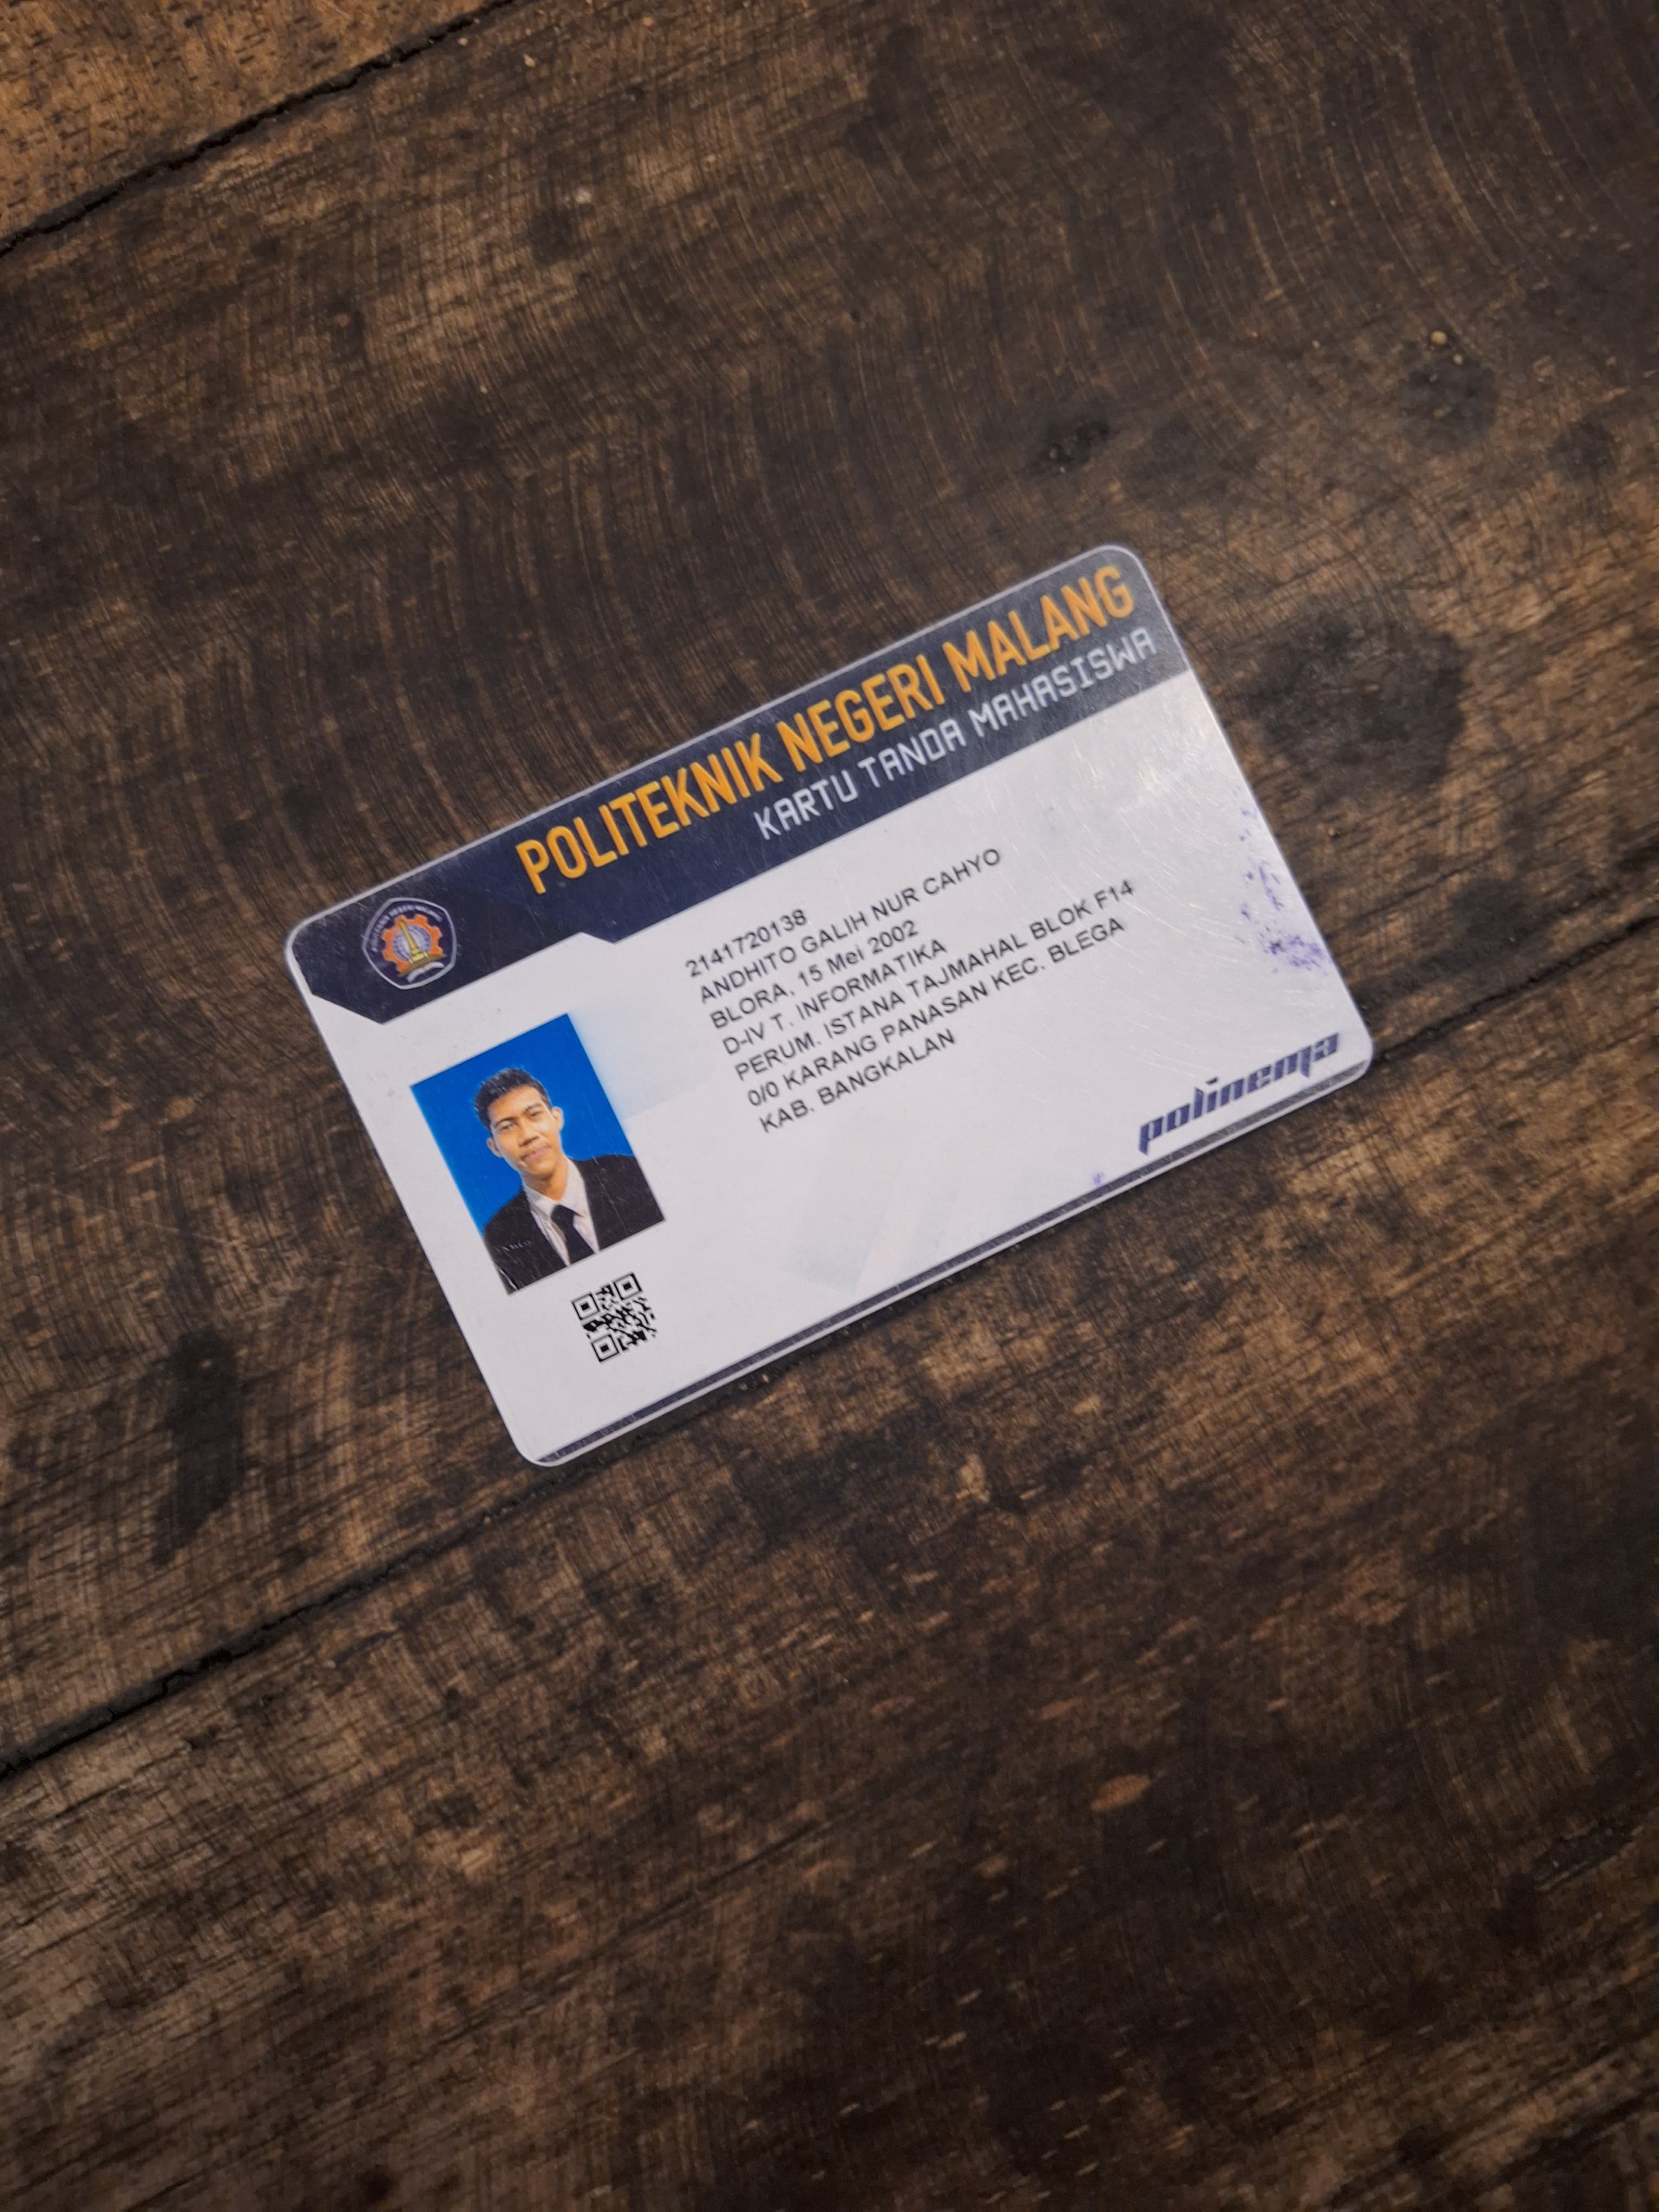 POLITEKNIK NEGERI MALANG
KARTU TANDA MAHASISWA
2141720138
ANDHITO GALIH NUR CAHYO
BLORA, 15 Mei 2002
D-IV T. INFORMATIKA
PERUM. ISTANA TAJMAHAL BLOK F14
0/0 KARANG PANASAN KEC. BLEGA
KAB. BANGKALAN
polinema